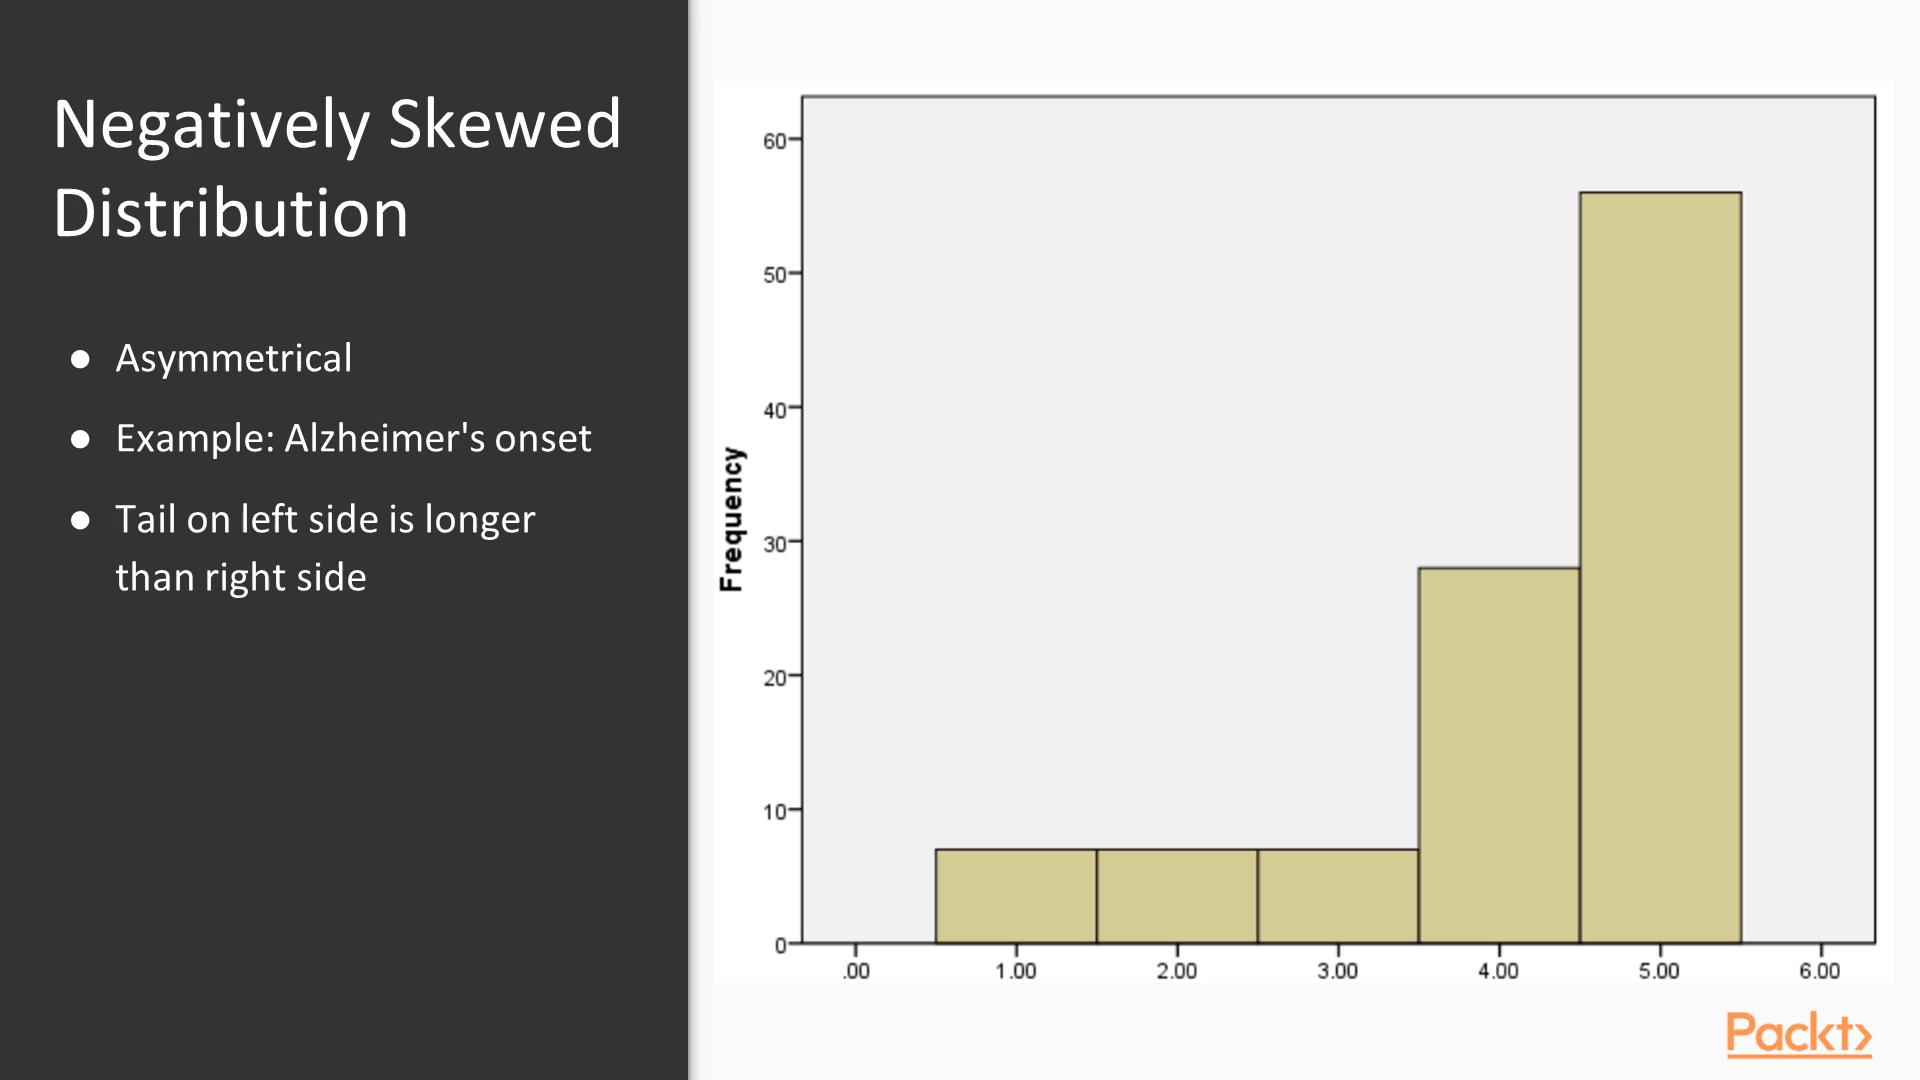 Negatively Skewed
Distribution
● Asymmetrical
● Example: Alzheimer's onset
● Tail on left side is longer
than right side
Frequency
60
50
40
30
20
10
0
.00 1.00 2.00 3.00 4.00 5.00 6.00
Packt>